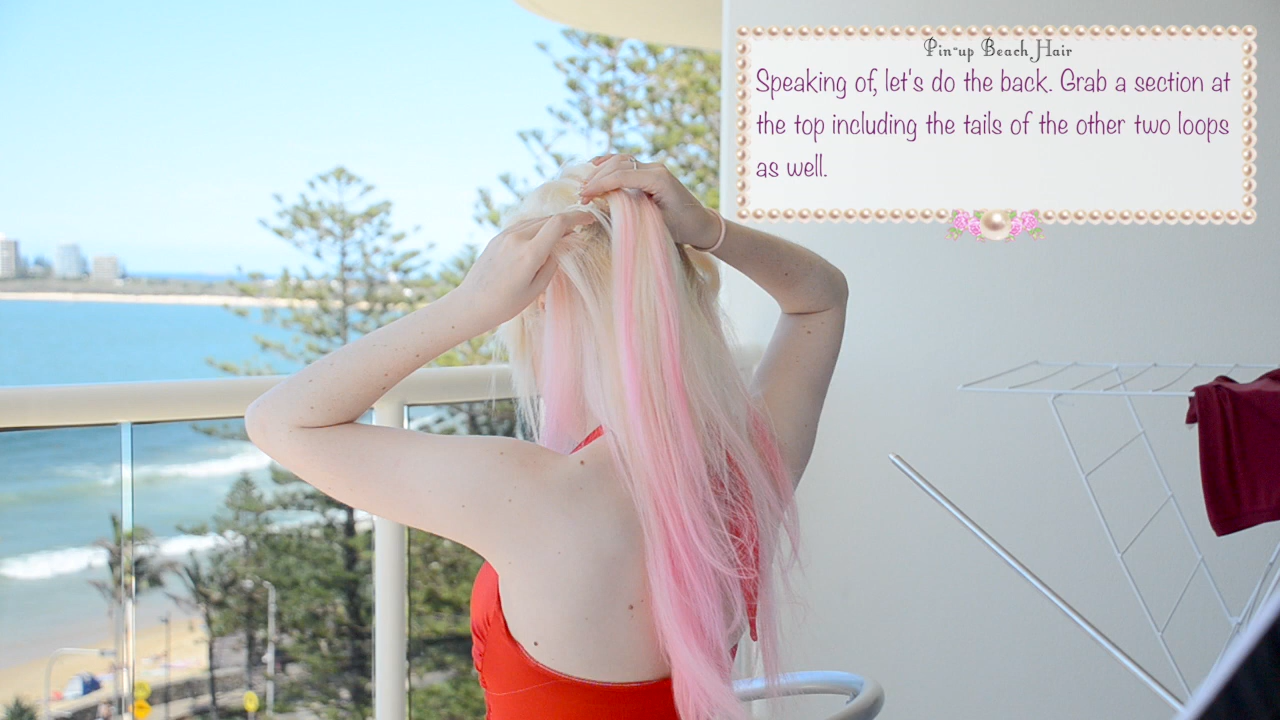 Pin-up Beach Hair
Speaking of, let's do the back. Grab a section at
the top including the tails of the other two loops
as well.